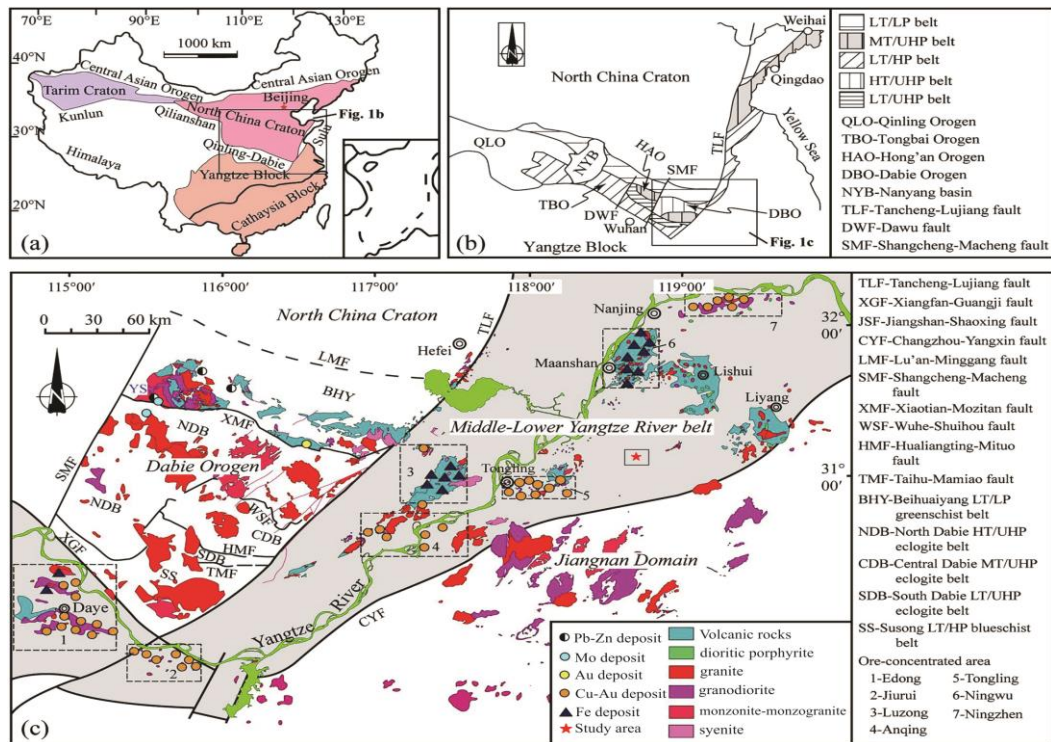 70°E
90°E
100°E
110°E
120°E
130°E
1000 km
40°N
30°N
20°N
Central Asian Orogen
Central Asian Orogen
Tarim Craton
Beijing
North China Craton
Fig. 1b
Kunlun
Qilianshan
Sulu
Qinling-Dabie
Himalaya
Yangtze Block
Cathaysia Block
(a)
Weihai
Qingdao
North China Craton
Yellow Sea
TLF
QLO
NYB
HAO
SMF
TBO
DWF
Wuhan
DBO
Fig. 1c
Yangtze Block
(b)
LT/LP belt
MT/UHP belt
LT/HP belt
HT/UHP belt
LT/UHP belt
QLO-Qinling Orogen
TBO-Tongbai Orogen
HAO-Hong'an Orogen
DBO-Dabie Orogen
NYB-Nanyang basin
TLF-Tancheng-Lujiang fault
DWF-Dawu fault
SMF-Shangcheng-Macheng fault
115°00'
116°00'
117°00'
118°00'
119°00'
0 30 60 km
North China Craton
TLF
Nanjing
7
32°
00'
Hefei
LMF
Maanshan
6
Lishui
YS
BHY
Liyang
XMF
NDB
Middle-Lower Yangtze River belt
SMF
Dabie Orogen
3
Tongling
31°
00'
5
NDB
WSF
CDB
4
HMF
SDB
TMF
SS
XGF
Jiangnan Domain
Daye
1
Yangtze River
CYF
2
(c)
Pb-Zn deposit
Mo deposit
Au deposit
Cu-Au deposit
Fe deposit
Study area
Volcanic rocks
dioritic porphyrite
granite
granodiorite
monzonite-monzogranite
syenite
TLF-Tancheng-Lujiang fault
XGF-Xiangfan-Guangji fault
JSF-Jiangshan-Shaoxing fault
CYF-Changzhou-Yangxin fault
LMF-Lu'an-Minggang fault
SMF-Shangcheng-Macheng
fault
XMF-Xiaotian-Mozitan fault
WSF-Wuhe-Shuihou fault
HMF-Hualiangting-Mituo
fault
TMF-Taihu-Mamiao fault
BHY-Beihuaiyang LT/LP
greenschist belt
NDB-North Dabie HT/UHP
eclogite belt
CDB-Central Dabie MT/UHP
eclogite belt
SDB-South Dabie LT/UHP
eclogite belt
SS-Susong LT/HP blueschist
belt
Ore-concentrated area
1-Edong 5-Tongling
2-Jiurui 6-Ningwu
3-Luzong 7-Ningzhen
4-Anqing